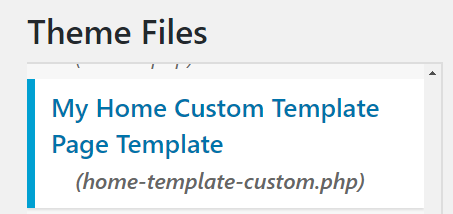 Theme Files
My Home Custom Template
Page Template
(home-template-custom.php)